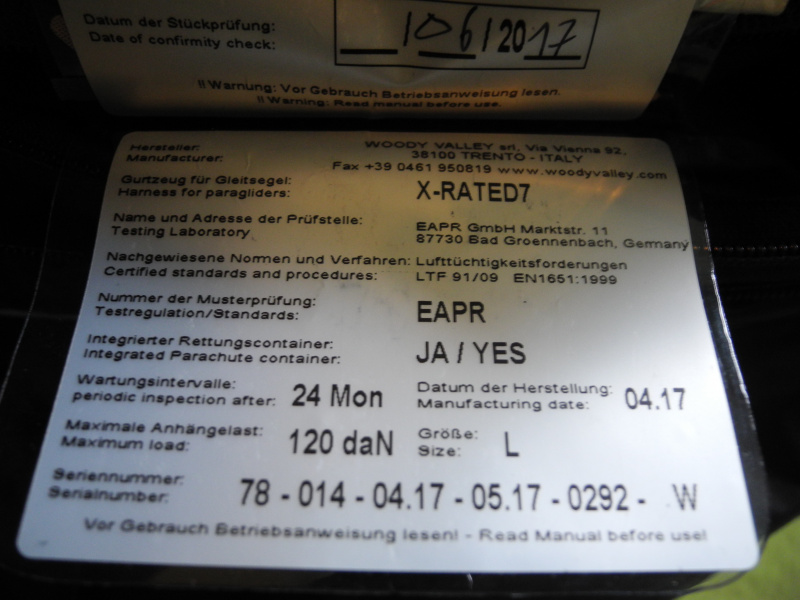 Datum der Stückprüfung:
Date of confirmity check: __10_6/2017
!! Warnung: Vor Gebrauch Betriebsanweisung lesen.
!! Warning: Read manual before use.
Hersteller: WOODY VALLEY srl, Via Vienna 92,
Manufacturer: 38100 TRENTO - ITALY
Fax +39 0461 950819 www.woodyvalley.com
Gurtzeug für Gleitsegel:
Harness for paragliders: X-RATED7
Name und Adresse der Prüfstelle: EAPR GmbH Marktstr. 11
Testing Laboratory 87730 Bad Groennenbach, Germany
Nachgewiesene Normen und Verfahren: Lufttüchtigkeitsforderungen
Certified standards and procedures: LTF 91/09 EN1651:1999
Nummer der Musterprüfung:
Testregulation/Standards: EAPR
Integrierter Rettungscontainer:
Integrated Parachute container: JA / YES
Wartungsintervalle: Datum der Herstellung:
periodic inspection after: 24 Mon Manufacturing date: 04.17
Maximale Anhängelast: Größe:
Maximum load: 120 daN Size: L
Seriennummer:
Serialnumber: 78 - 014 - 04.17 - 05.17 - 0292 - W
Vor Gebrauch Betriebsanweisung lesen! - Read Manual before use!